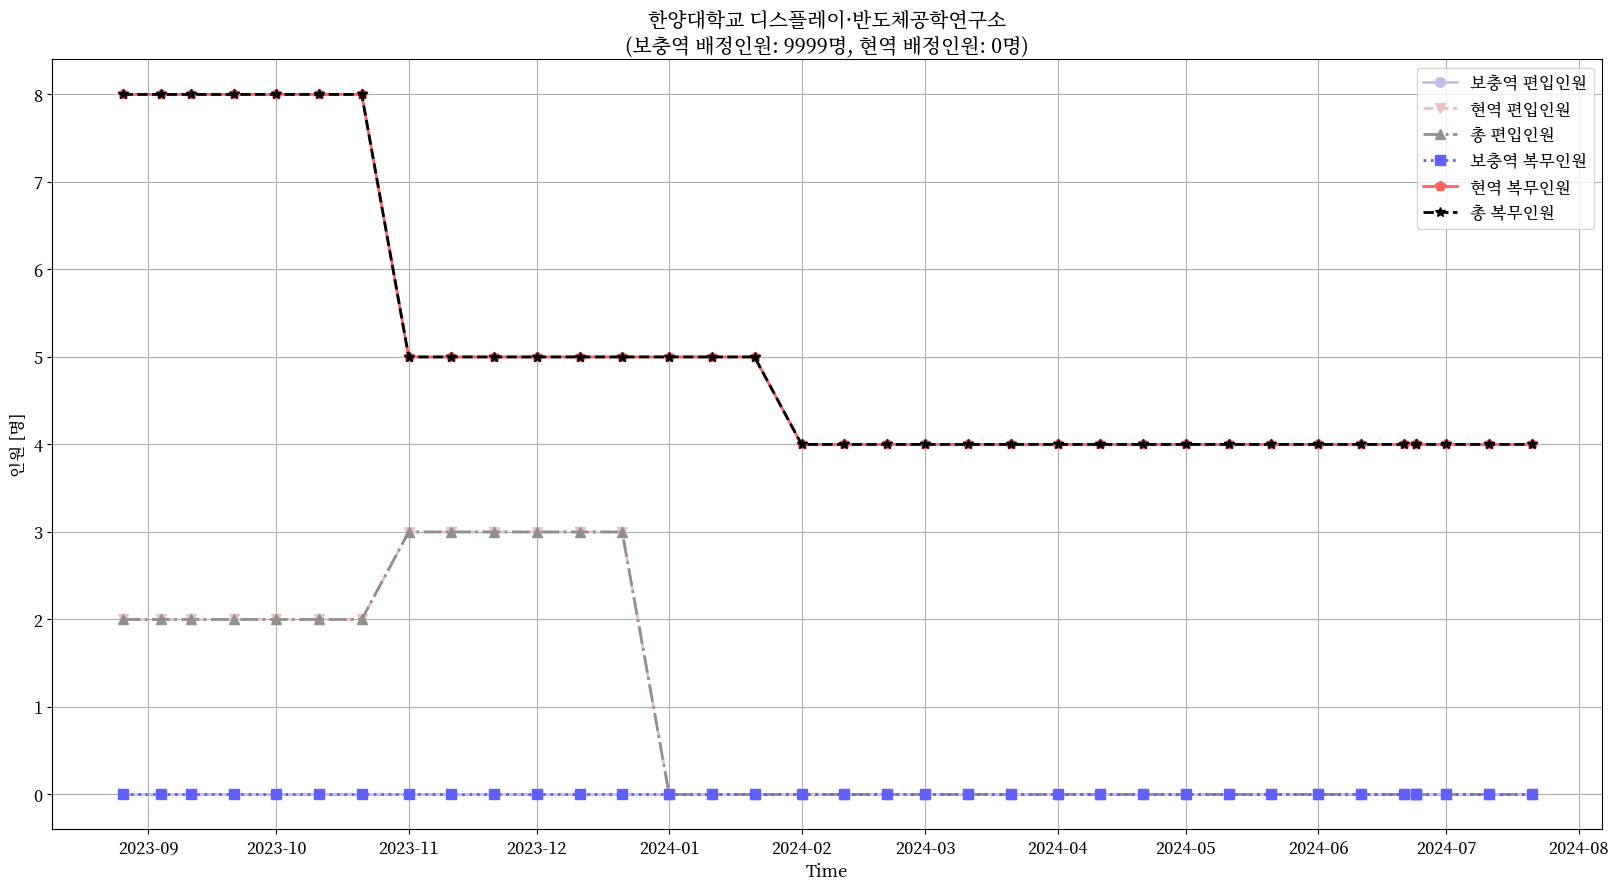 한양대학교 디스플레이·반도체공학연구소
(보충역 배정인원: 9999명, 현역 배정인원: 0명)
보충역 편입인원
현역 편입인원
총 편입인원
보충역 복무인원
현역 복무인원
총 복무인원
인원 [명]
8
7
6
5
4
3
2
1
0
2023-09 2023-10 2023-11 2023-12 2024-01 2024-02 2024-03 2024-04 2024-05 2024-06 2024-07 2024-08
Time